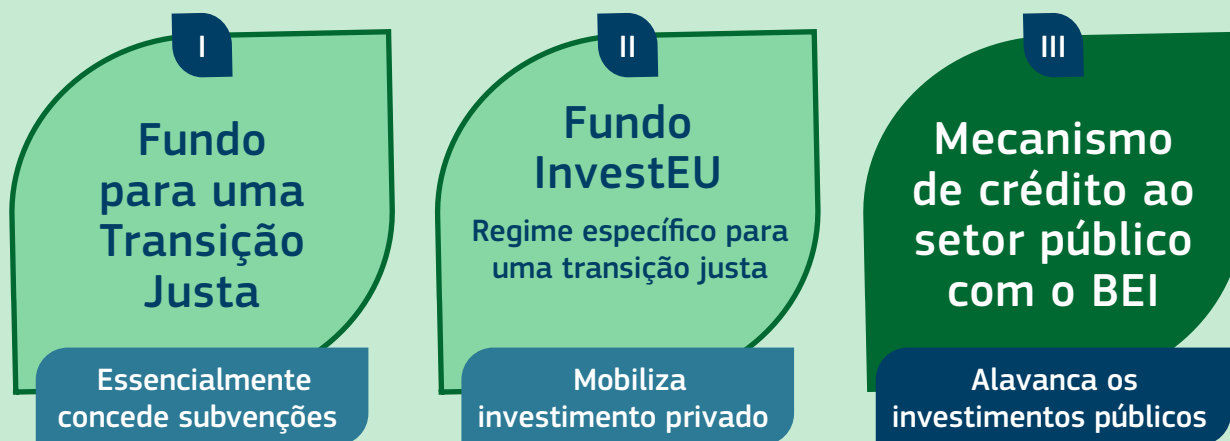 I
Fundo
para uma
Transição
Justa
Essencialmente
concede subvenções
II
Fundo
InvestEU
Regime específico para
uma transição justa
Mobiliza
investimento privado
III
Mecanismo
de crédito ao
setor público
com o BEI
Alavanca os
investimentos públicos